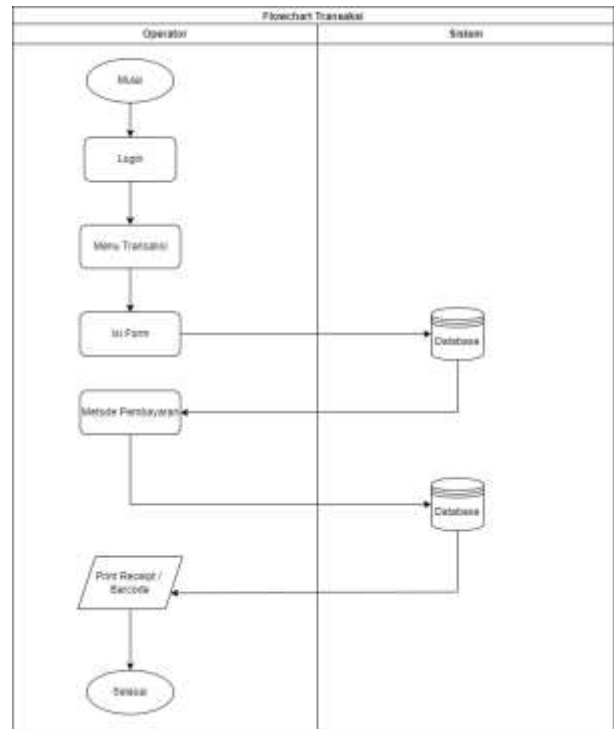 Flowchart Transaksi
Operator
Sistem
Mulai
Login
Menu Transaksi
Isi Form
Database
Metode Pembayaran
Database
Print Receipt /
Barcode
Selesai